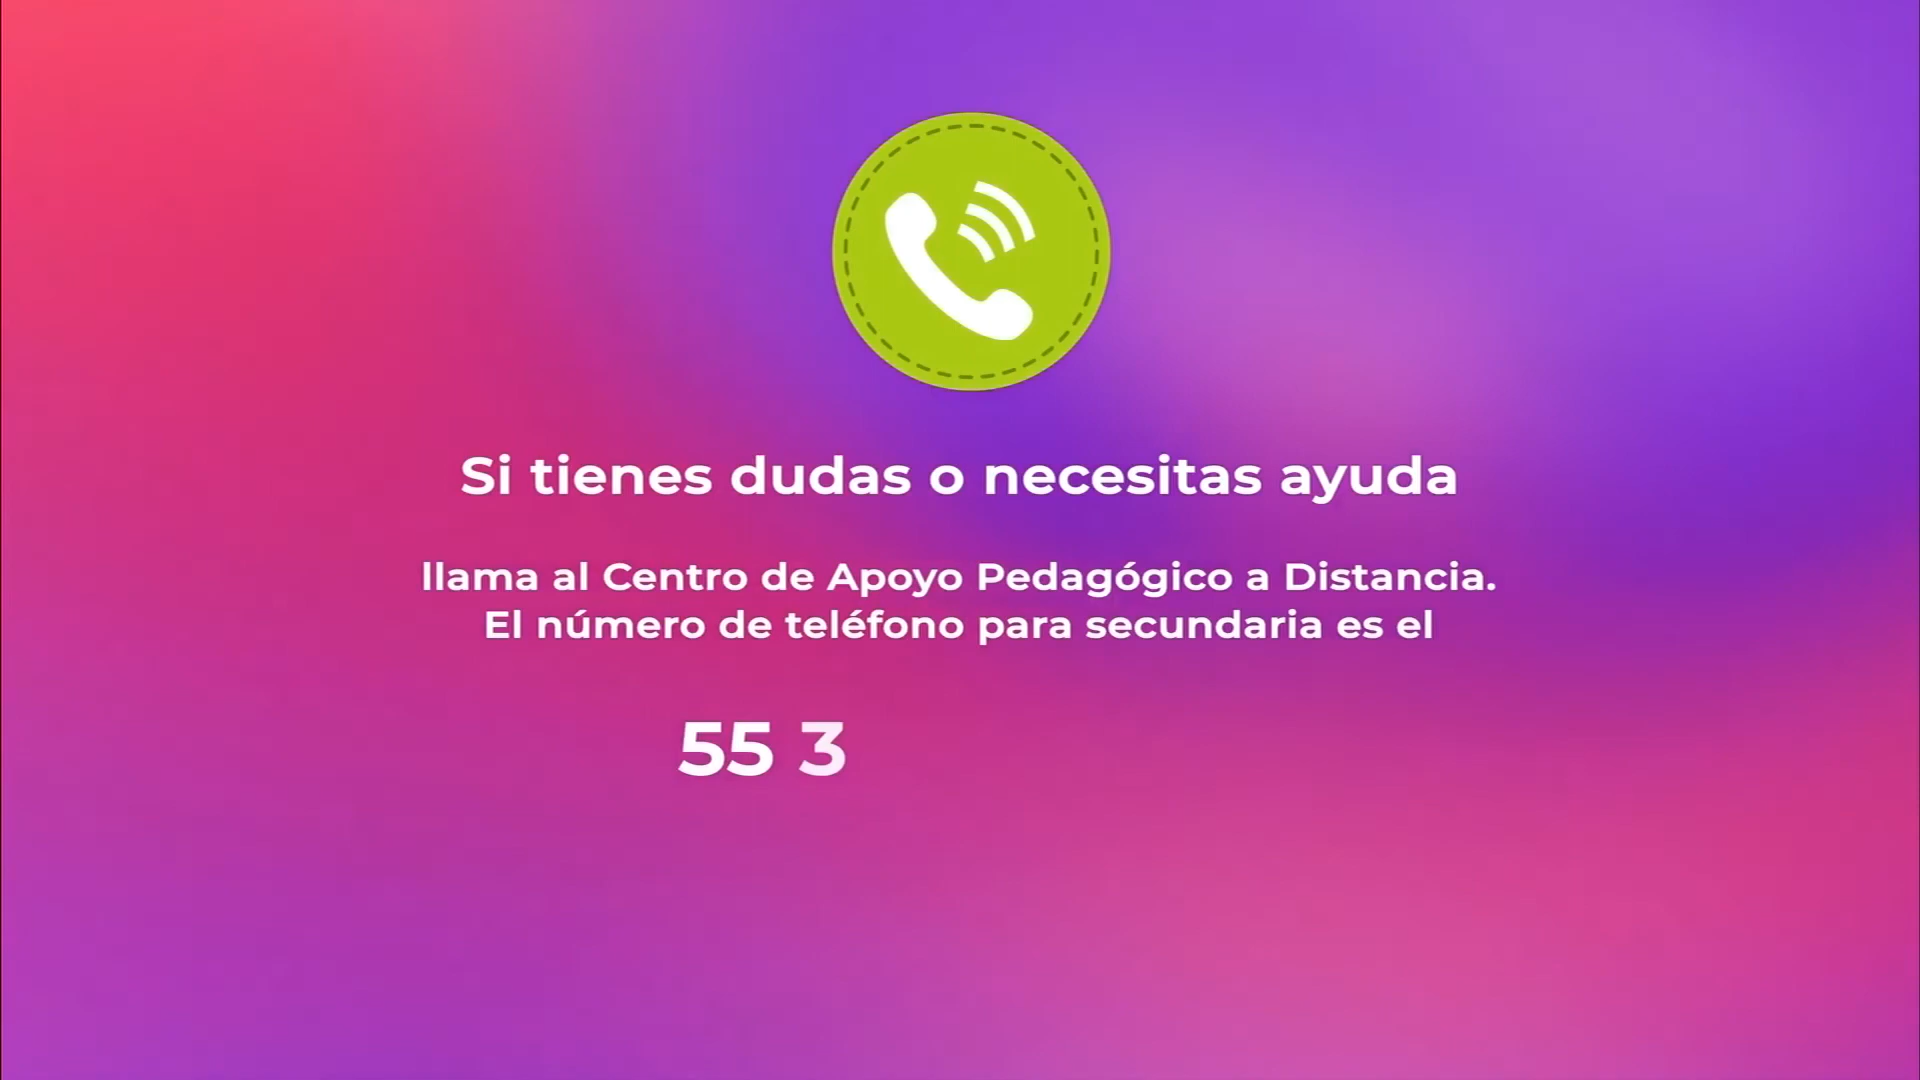 Si tienes dudas o necesitas ayuda
llama al Centro de Apoyo Pedagógico a Distancia.
El número de teléfono para secundaria es el
55 3